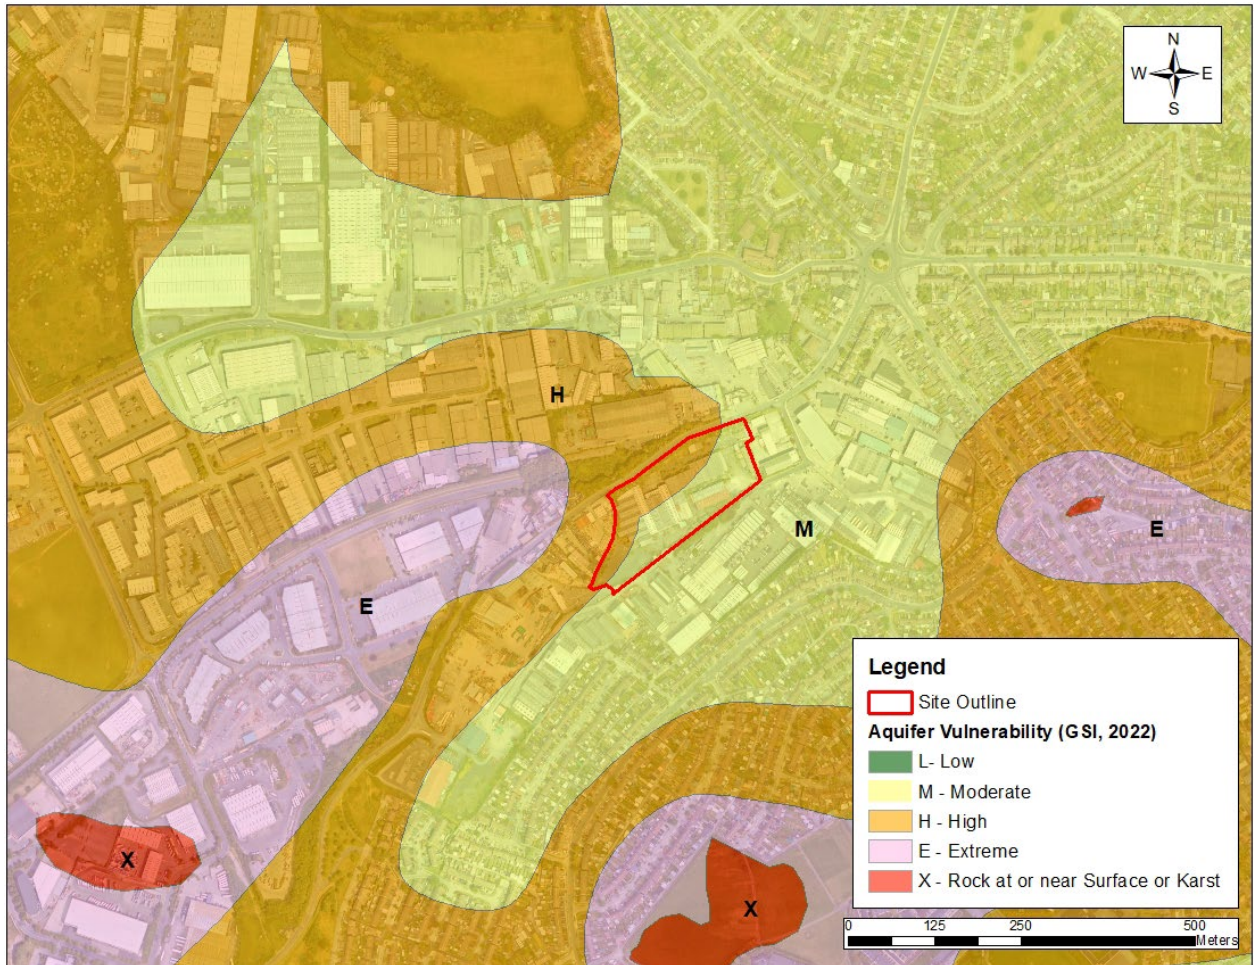 N
W E
S
H
M
E
E
X
X
Legend
Site Outline
Aquifer Vulnerability (GSI, 2022)
L- Low
M - Moderate
H - High
E - Extreme
X - Rock at or near Surface or Karst
0 125 250 500
Meters